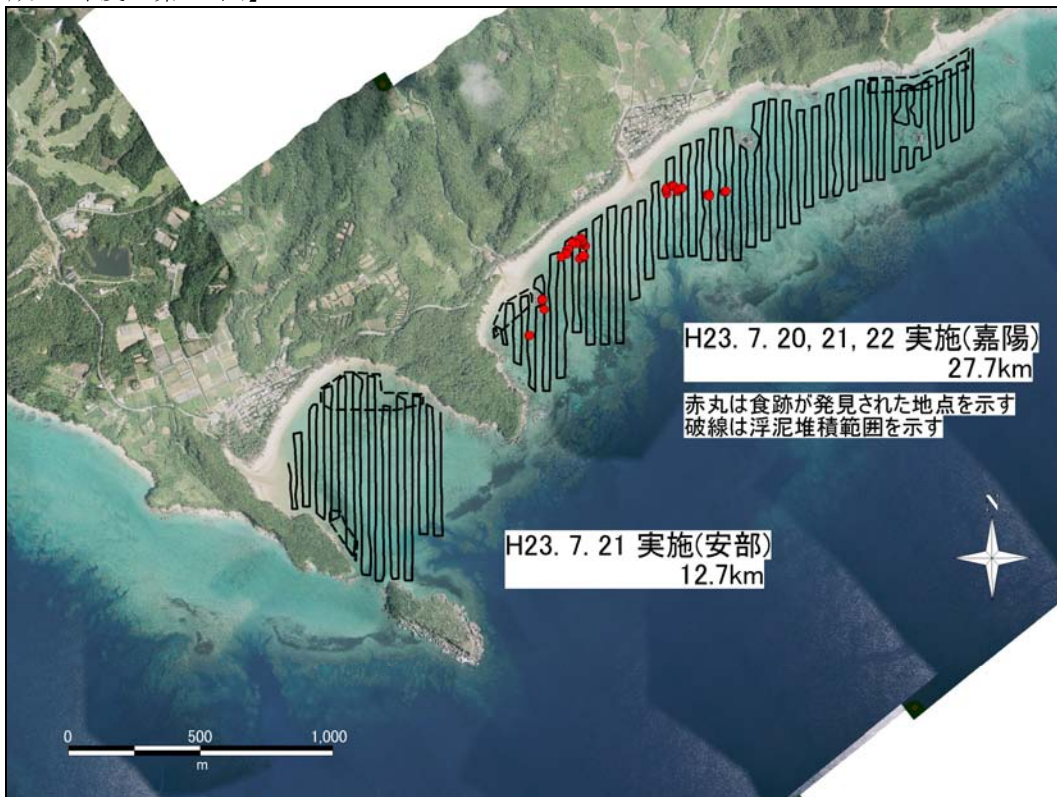 H23. 7. 20, 21, 22 実施(嘉陽)
27.7km
赤丸は食跡が発見された地点を示す
破線は浮泥堆積範囲を示す
H23. 7. 21 実施(安部)
12.7km
0 500 1,000
m